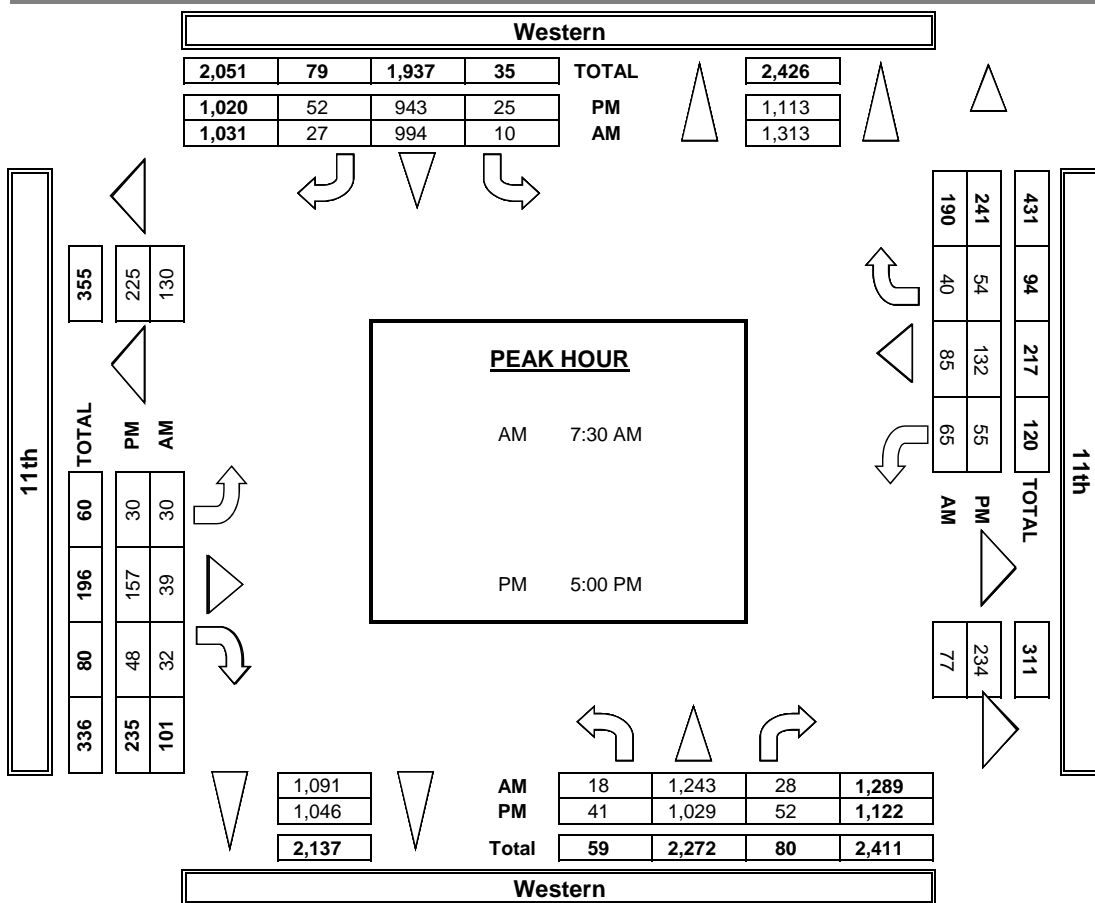 Western
2,051 79 1,937 35 TOTAL 2,426
1,020 52 943 25 PM 1,113
1,031 27 994 10 AM 1,313
11th
355
225
130
TOTAL 60 196 80 336
PM 30 157 48 235
AM 30 39 32 101
PEAK HOUR
AM 7:30 AM
PM 5:00 PM
431 94 217 120 TOTAL
241 54 132 55 PM
190 40 85 65 AM
311
234
77
11th
1,091 AM 18 1,243 28 1,289
1,046 PM 41 1,029 52 1,122
2,137 Total 59 2,272 80 2,411
Western